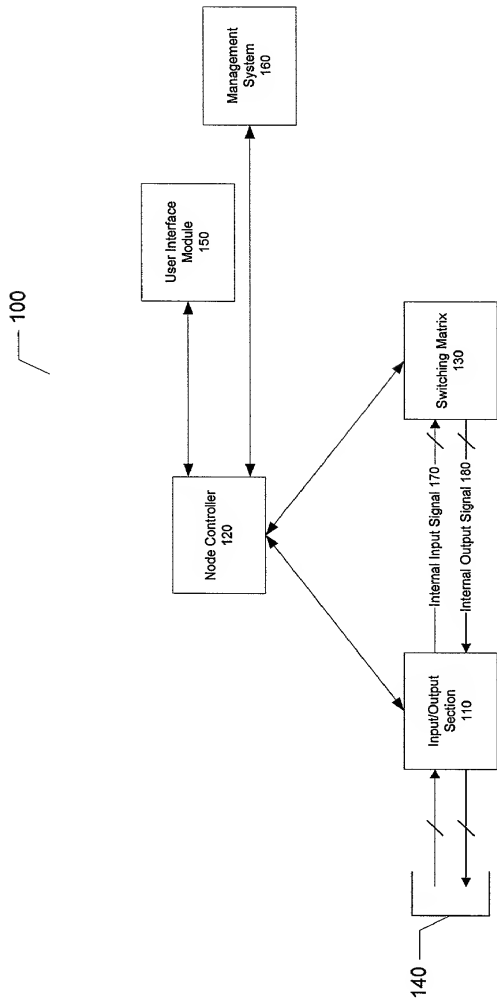 100
Management
System
160
User Interface
Module
150
Node Controller
120
Switching Matrix
130
Internal Input Signal 170
Internal Output Signal 180
Input/Output
Section
110
140